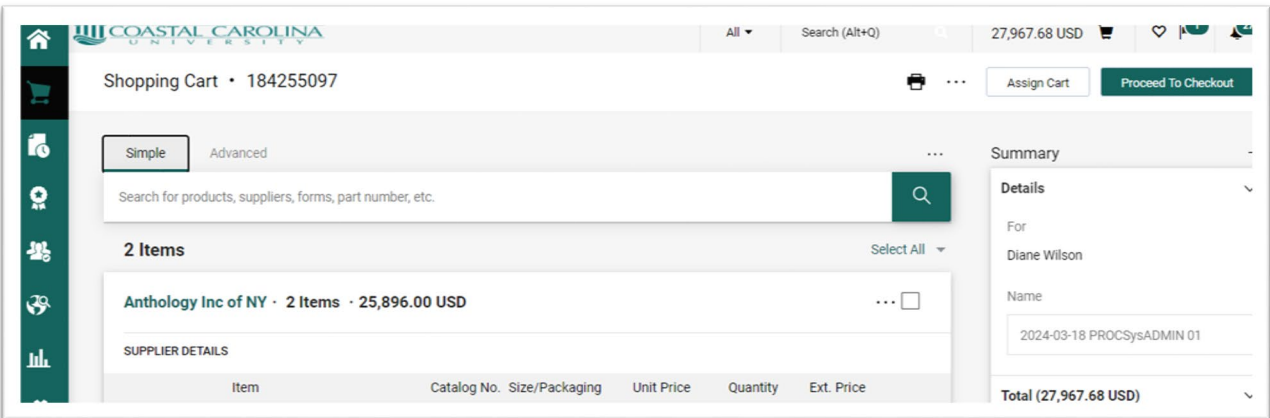 COASTAL CAROLINA
UNIVERSITY
All
Search (Alt+Q)
27,967.68 USD
Shopping Cart • 184255097
Assign Cart
Proceed To Checkout
Simple
Advanced
Search for products, suppliers, forms, part number, etc.
2 Items
Select All
Anthology Inc of NY · 2 Items · 25,896.00 USD
SUPPLIER DETAILS
Item Catalog No. Size/Packaging Unit Price Quantity Ext. Price
Summary
Details
For
Diane Wilson
Name
2024-03-18 PROCSysADMIN 01
Total (27,967.68 USD)